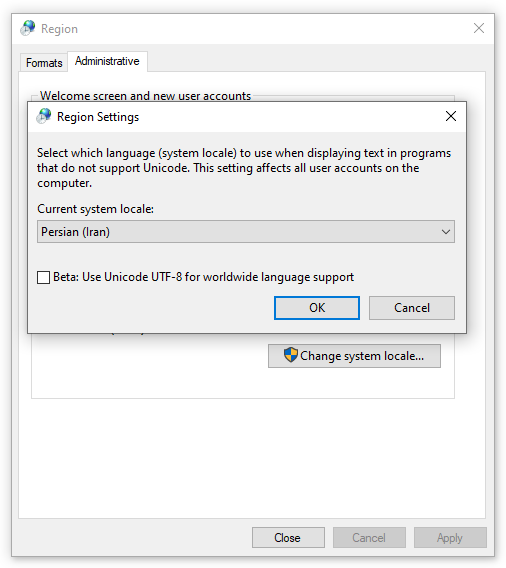 Region
Formats
Administrative
Welcome screen and new user accounts
Region Settings
Select which language (system locale) to use when displaying text in programs
that do not support Unicode. This setting affects all user accounts on the
computer.
Current system locale:
Persian (Iran)
Beta: Use Unicode UTF-8 for worldwide language support
OK
Cancel
Change system locale...
Close
Cancel
Apply